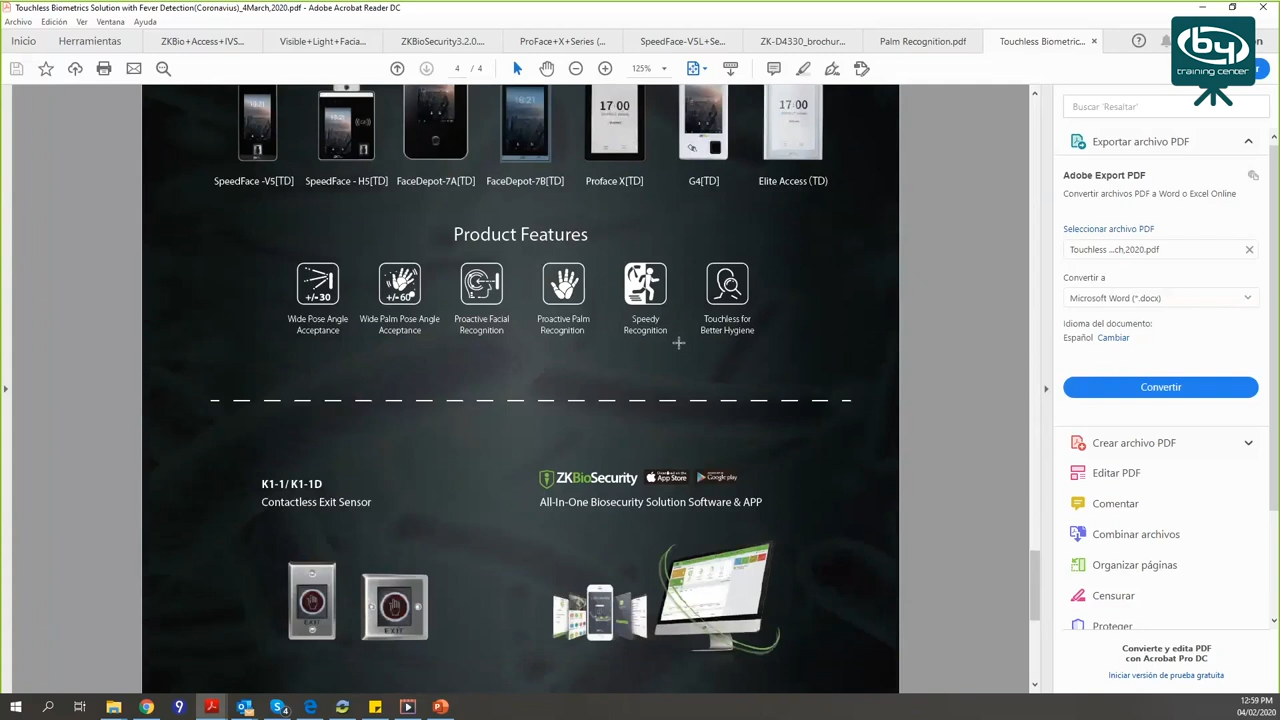 Touchless Biometrics Solution with Fever Detection(Coronavius)_4March,2020.pdf - Adobe Acrobat Reader DC
Archivo Edición Ver Ventana Ayuda
Inicio Herramientas ZKBio+Access+IVS... Visible+Light+Facia... ZKBioSecurity3.... ProFaceX+Series (... SpeedFace-V5L+Se... ZK-D4330_brochur... Palm Recognition.pdf Touchless Biometric...
by
training center
4 / 4 125%
17:00 17:00
SpeedFace -V5[TD] SpeedFace - H5[TD] FaceDepot-7A[TD] FaceDepot-7B[TD] Proface X[TD] G4[TD] Elite Access (TD)
Product Features
+/-30 +/-60°
Wide Pose Angle Acceptance
Wide Palm Pose Angle Acceptance
Proactive Facial Recognition
Proactive Palm Recognition
Speedy Recognition
Touchless for Better Hygiene
K1-1/ K1-1D
Contactless Exit Sensor
EXIT EXIT
ZKBioSecurity App Store Google play
All-In-One Biosecurity Solution Software & APP
Buscar 'Resaltar'
Exportar archivo PDF
Adobe Export PDF
Convertir archivos PDF a Word o Excel Online
Seleccionar archivo PDF
Touchless ...ch,2020.pdf
Convertir a
Microsoft Word (*.docx)
Idioma del documento:
Español Cambiar
Convertir
Crear archivo PDF
Editar PDF
Comentar
Combinar archivos
Organizar páginas
Censurar
Proteger
Convierte y edita PDF
con Acrobat Pro DC
Iniciar versión de prueba gratuita
12:59 PM
04/02/2020